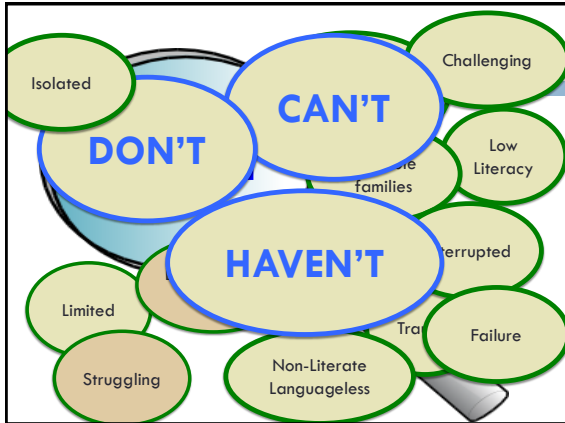 Challenging
Isolated
CAN'T
DON'T
Low
Literacy
families
HAVEN'T
Limited
Failure
Struggling
Non-Literate
Languageless